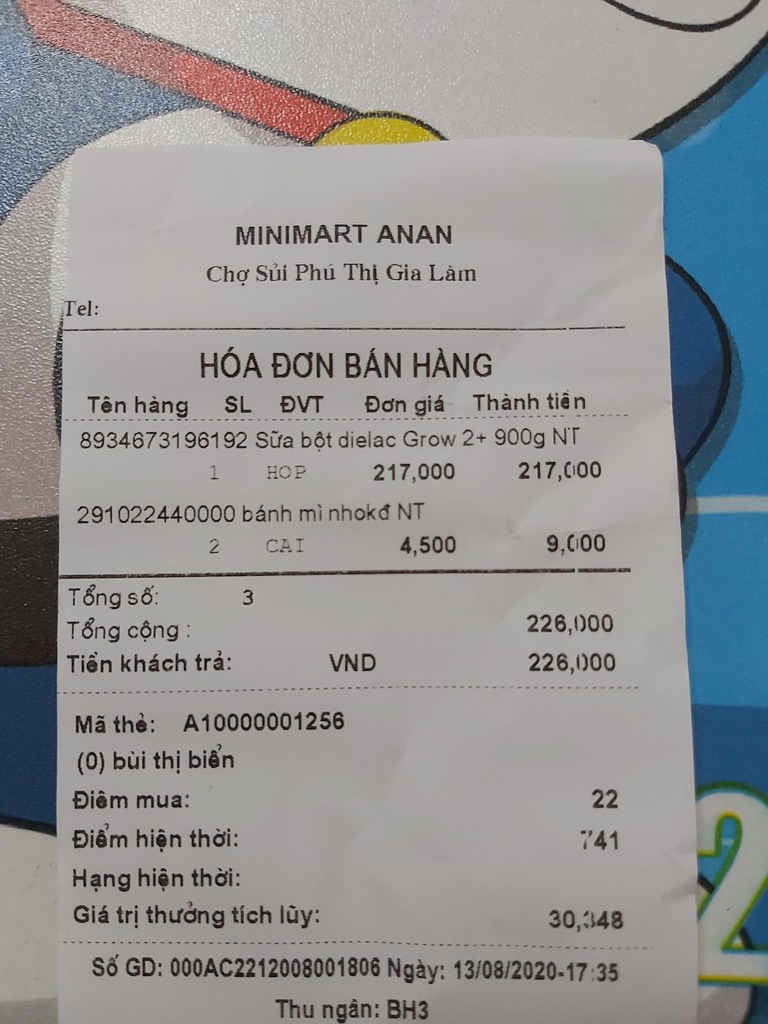 MINIMART ANAN
Chợ Sủi Phú Thị Gia Lâm
Tel:
HÓA ĐƠN BÁN HÀNG
Tên hàng SL ĐVT Đơn giá Thành tiền
8934673196192 Sữa bột dielac Grow 2+ 900g NT
1 HOP 217,000 217,000
291022440000 bánh mì nhokđ NT
2 CAI 4,500 9,000
Tổng số: 3
Tổng cộng : 226,000
Tiền khách trả: VND 226,000
Mã thẻ: A10000001256
(0) bùi thị biển
Điểm mua: 22
Điểm hiện thời: 741
Hạng hiện thời:
Giá trị thưởng tích lũy: 30,348
Số GD: 000AC2212008001806 Ngày: 13/08/2020-17:35
Thu ngân: BH3
2